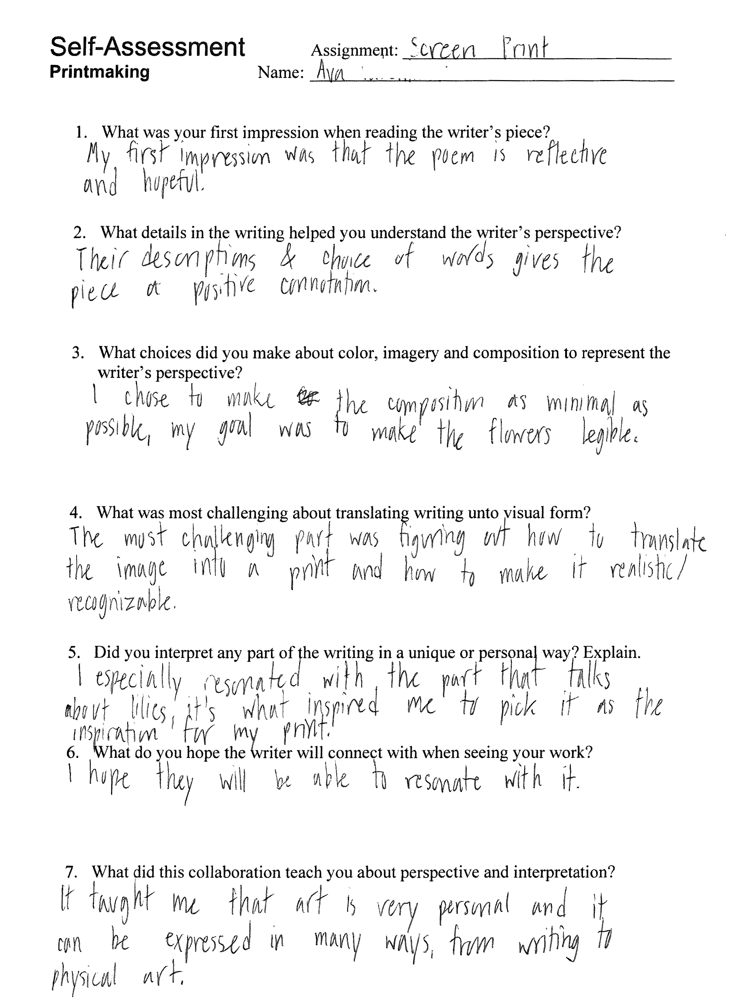 Self-Assessment
Assignment: Screen Print
Printmaking
Name: Ava
1. What was your first impression when reading the writer's piece?
My first impression was that the poem is reflective
and hopeful.
2. What details in the writing helped you understand the writer's perspective?
Their descriptions & choice of words gives the
piece a positive connotation.
3. What choices did you make about color, imagery and composition to represent the
writer's perspective?
I chose to make the composition as minimal as
possible, my goal was to make the flowers legible.
4. What was most challenging about translating writing unto visual form?
The most challenging part was figuring out how to translate
the image into a print and how to make it realistic/
recognizable.
5. Did you interpret any part of the writing in a unique or personal way? Explain.
I especially resonated with the part that talks
about lilies, it's what inspired me to pick it as the
inspiration for my print.
6. What do you hope the writer will connect with when seeing your work?
I hope they will be able to resonate with it.
7. What did this collaboration teach you about perspective and interpretation?
It taught me that art is very personal and it
can be expressed in many ways, from writing to
physical art.